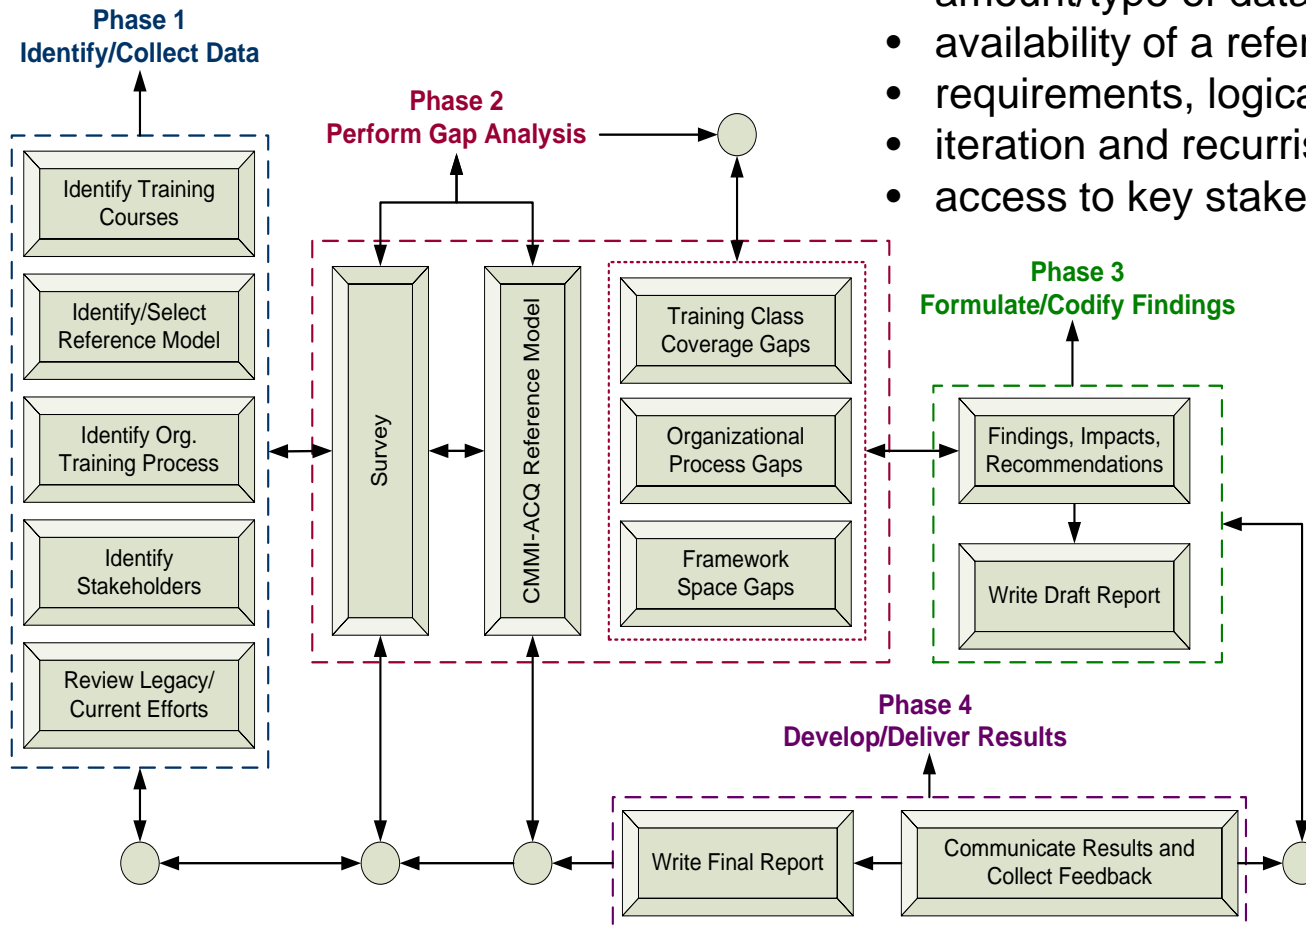 amount/type of data
• availability of a refer
• requirements, logica
• iteration and recurris
• access to key stake
Phase 1
Identify/Collect Data
Identify Training
Courses
Identify/Select
Reference Model
Identify Org.
Training Process
Identify
Stakeholders
Review Legacy/
Current Efforts
Phase 2
Perform Gap Analysis
Survey
CMMI-ACQ Reference Model
Training Class
Coverage Gaps
Organizational
Process Gaps
Framework
Space Gaps
Phase 3
Formulate/Codify Findings
Findings, Impacts,
Recommendations
Write Draft Report
Phase 4
Develop/Deliver Results
Write Final Report
Communicate Results and
Collect Feedback